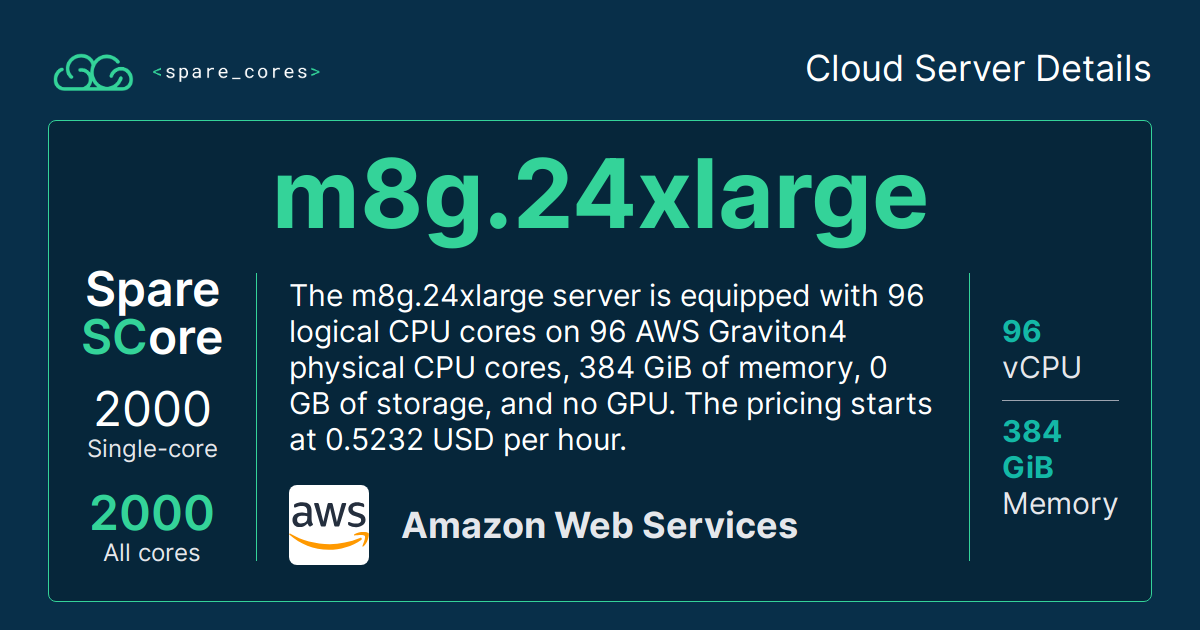 <spare_cores>
Cloud Server Details
m8g.24xlarge
Spare
SCore
2000
Single-core
2000
All cores
The m8g.24xlarge server is equipped with 96
logical CPU cores on 96 AWS Graviton4
physical CPU cores, 384 GiB of memory, 0
GB of storage, and no GPU. The pricing starts
at 0.5232 USD per hour.
aws
Amazon Web Services
96
vCPU
384
GiB
Memory